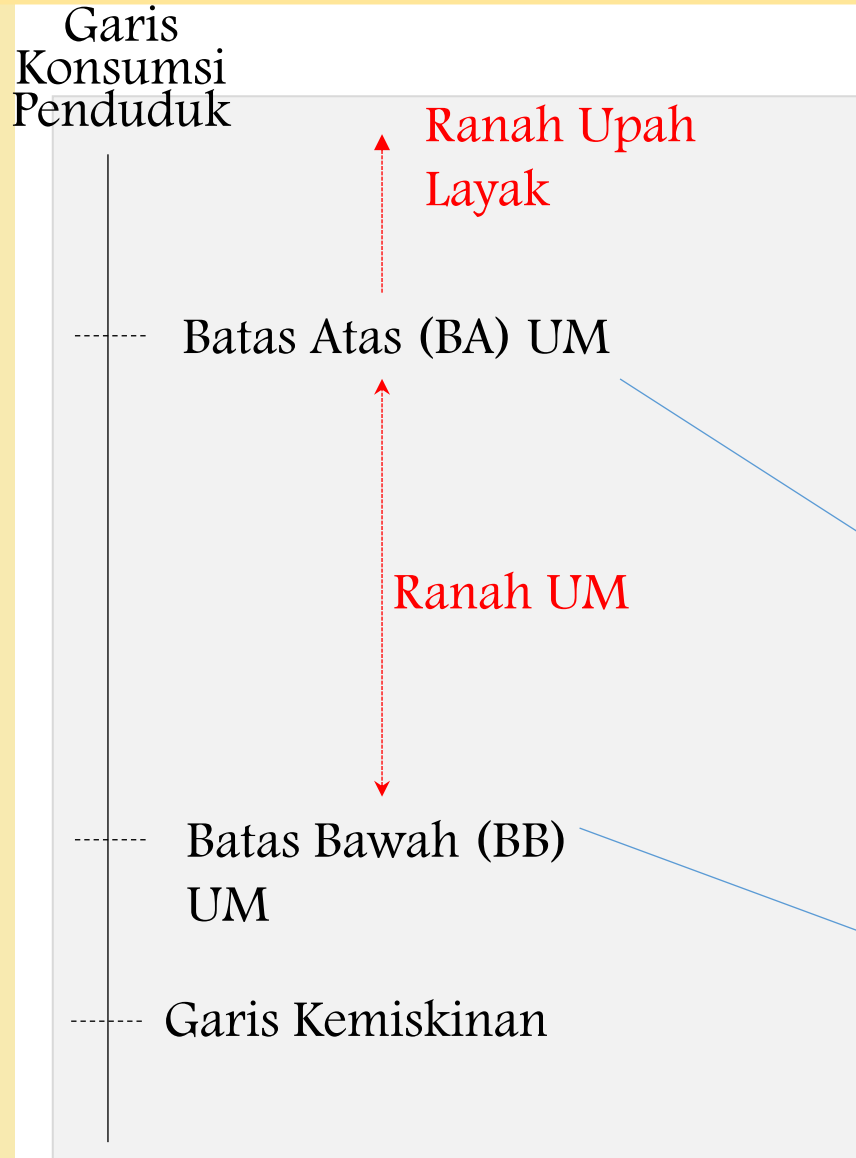 Garis
Konsumsi
Penduduk
Ranah Upah
Layak
Batas Atas (BA) UM
Ranah UM
Batas Bawah (BB)
UM
Garis Kemiskinan